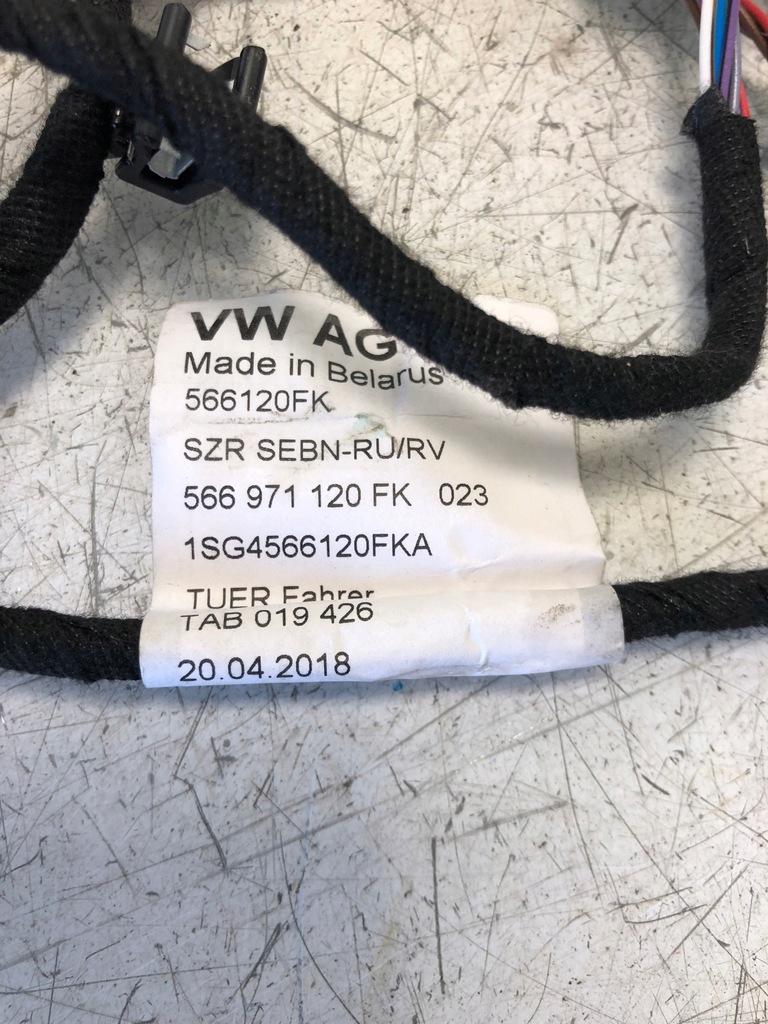 VW AG
Made in Belarus
566120FK
SZR SEBN-RU/RV
566 971 120 FK 023
1SG4566120FKA
TUER Fahrer
TAB 019 426
20.04.2018